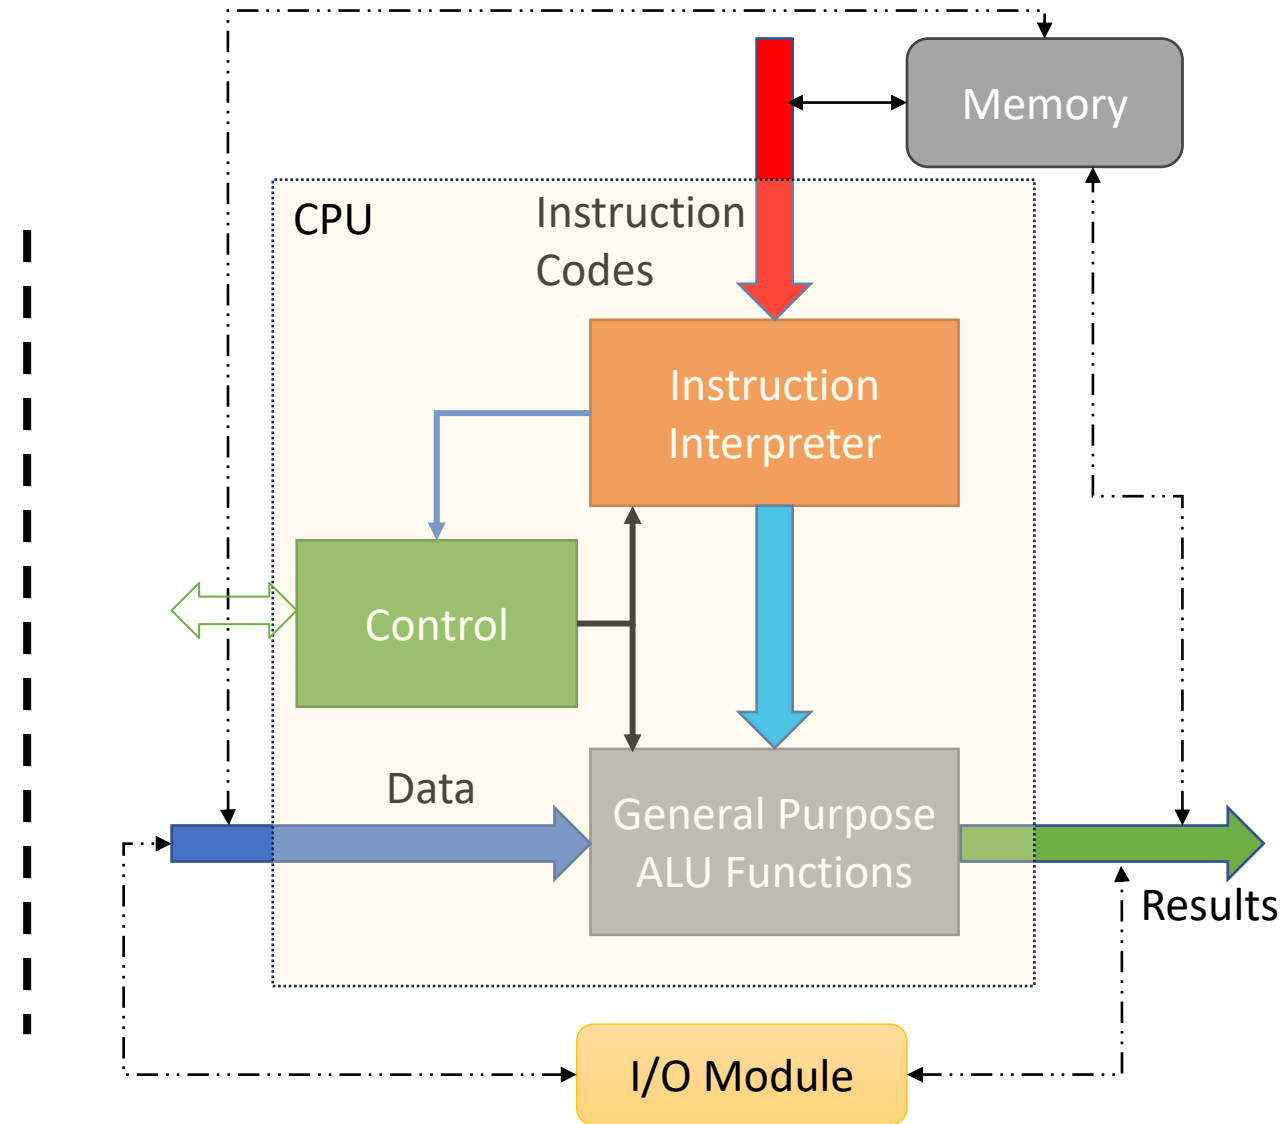 Memory
CPU
Instruction
Codes
Instruction
Interpreter
Control
Data
General Purpose
ALU Functions
Results
I/O Module